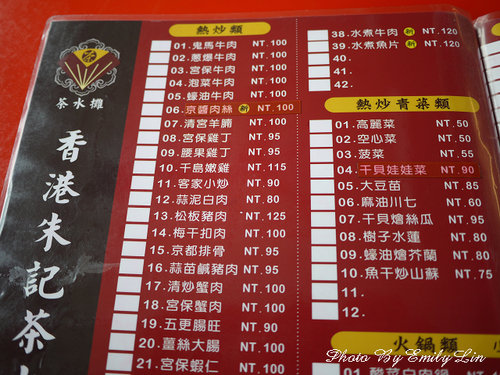 茶水攤
香港朱記茶
熱炒類
01.鬼馬牛肉 NT.100
02.蔥爆牛肉 NT.100
03.宮保牛肉 NT.100
04.泡菜牛肉 NT.100
05.蠔油牛肉 NT.100
06.京醬肉絲 新 NT.100
07.清宮羊腩 NT.100
08.宮保雞丁 NT.95
09.腰果雞丁 NT.95
10.千島嫩雞 NT.115
11.客家小炒 NT.95
12.蒜泥白肉 NT.90
13.松板豬肉 NT.125
14.梅干扣肉 NT.100
15.京都排骨 NT.95
16.蒜苗鹹豬肉 NT.95
17.清炒蟹肉 NT.90
18.宮保蟹肉 NT.90
19.五更腸旺 NT.90
20.薑絲大腸 NT.100
21.宮保蝦仁 NT.100
38.水煮牛肉 新 NT.120
39.水煮魚片 新 NT.120
40.
41.
42.
熱炒青菜類
01.高麗菜 NT.50
02.空心菜 NT.50
03.菠菜 NT.55
04.干貝娃娃菜 NT.90
05.大豆苗 NT.85
06.麻油川七 NT.60
07.干貝燴絲瓜 NT.95
08.樹子水蓮 NT.80
09.蠔油燴芥蘭 NT.80
10.魚干炒山蘇 NT.75
11.
12.
火鍋類
01.酸菜白肉鍋
Photo By Emily Lin